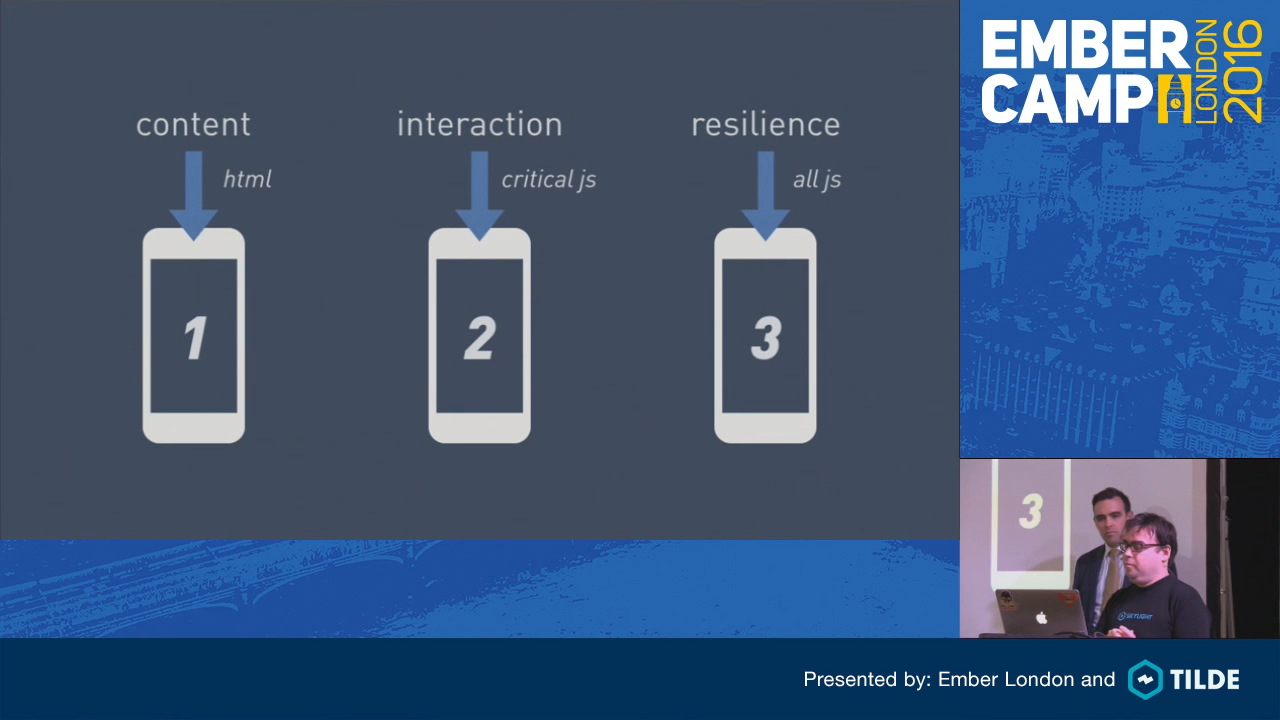 content
interaction
resilience
html
critical js
all js
1
2
3
EMBER
CAMP
LONDON
2016
3
SKYLIGHT
Presented by: Ember London and
TILDE